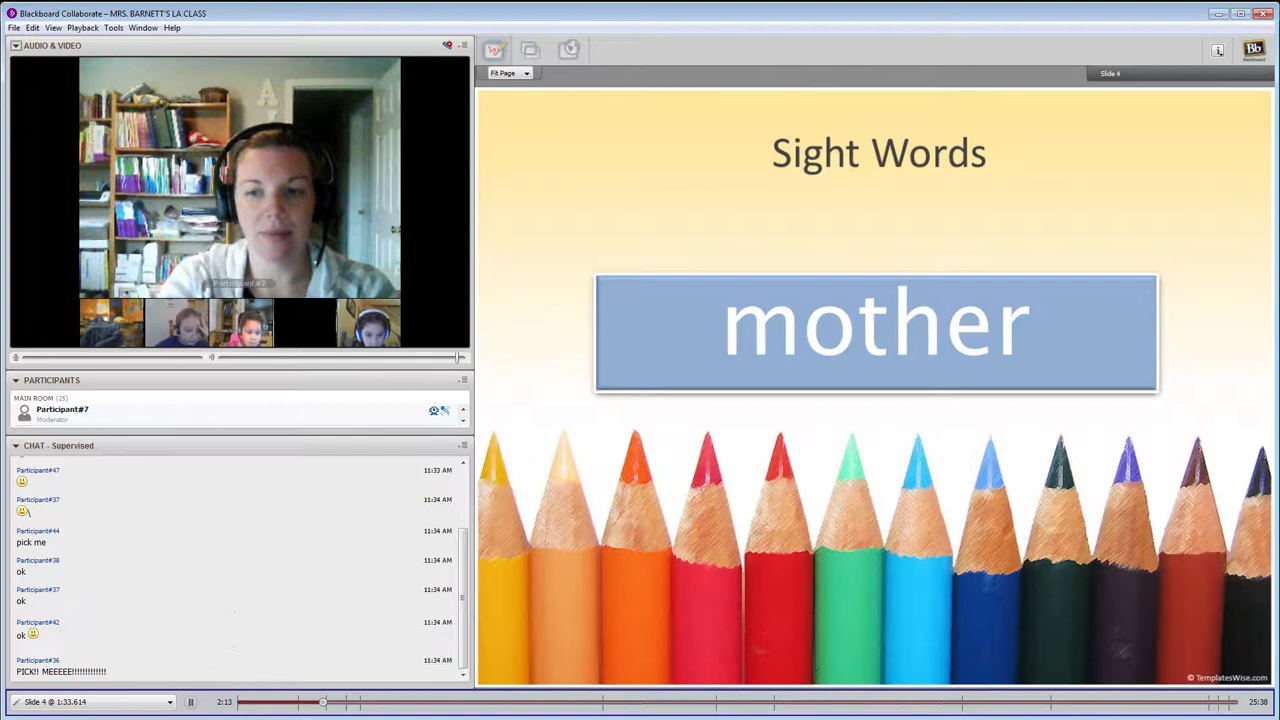 Blackboard Collaborate – MRS. BARNETT'S LA CLASS
File Edit View Playback Tools Window Help
AUDIO & VIDEO
Participant#7
PARTICIPANTS
MAIN ROOM (25)
Participant#7
Moderator
CHAT - Supervised
Participant#47 11:33 AM
Participant#37 11:34 AM
\
Participant#44 11:34 AM
pick me
Participant#38 11:34 AM
ok
Participant#37 11:34 AM
ok
Participant#42 11:34 AM
ok
Participant#36 11:34 AM
PICK!! MEEEEE!!!!!!!!!!!!!
Fit Page
Slide 4
Bb
Blackboard
Sight Words
mother
© TemplatesWise.com
Slide 4 @ 1:33.614
2:13
25:38